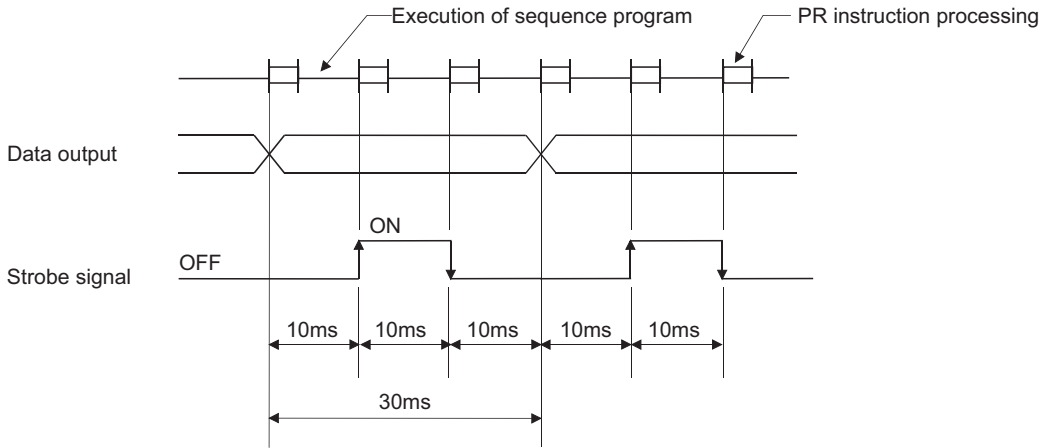 Execution of sequence program
PR instruction processing
Data output
ON
OFF
Strobe signal
10ms 10ms 10ms 10ms 10ms
30ms